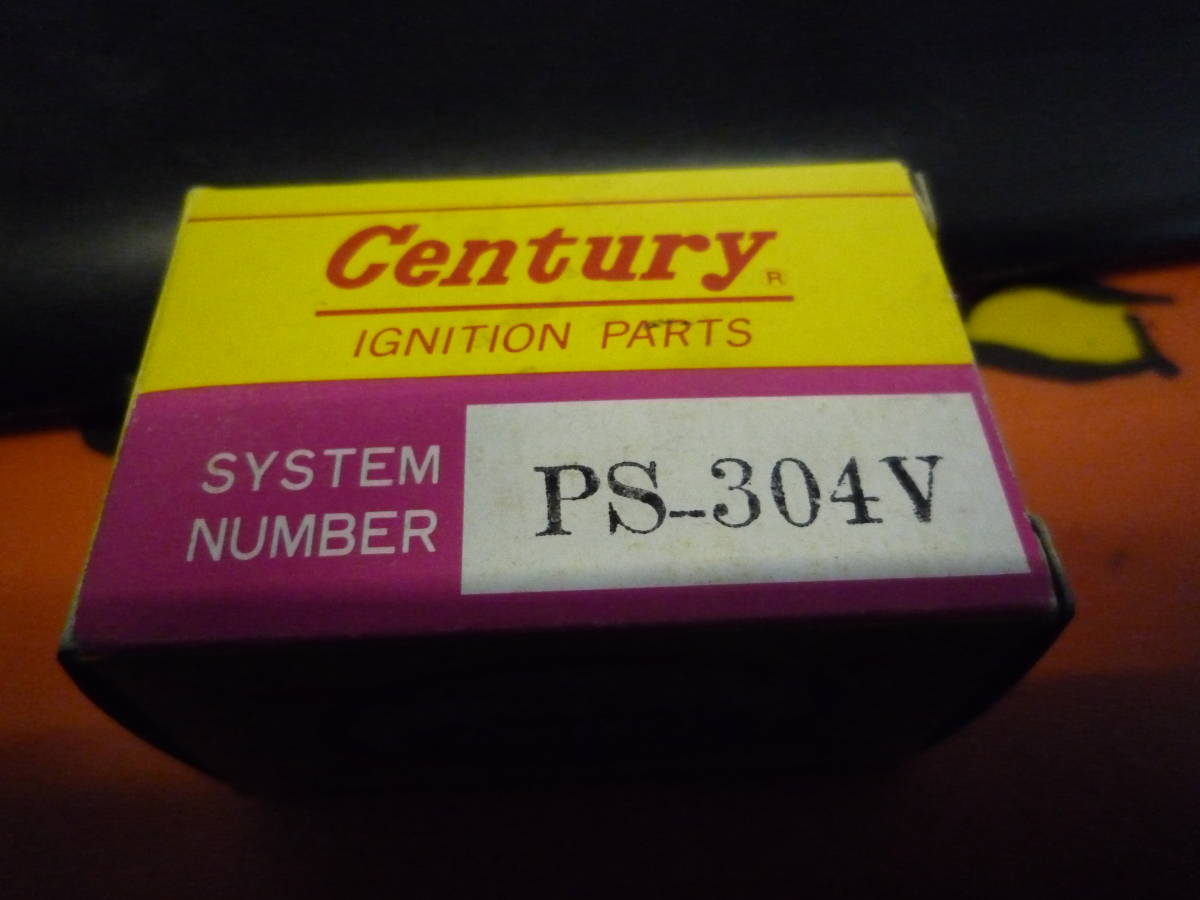 Century R
IGNITION PARTS
SYSTEM
NUMBER
PS-304V